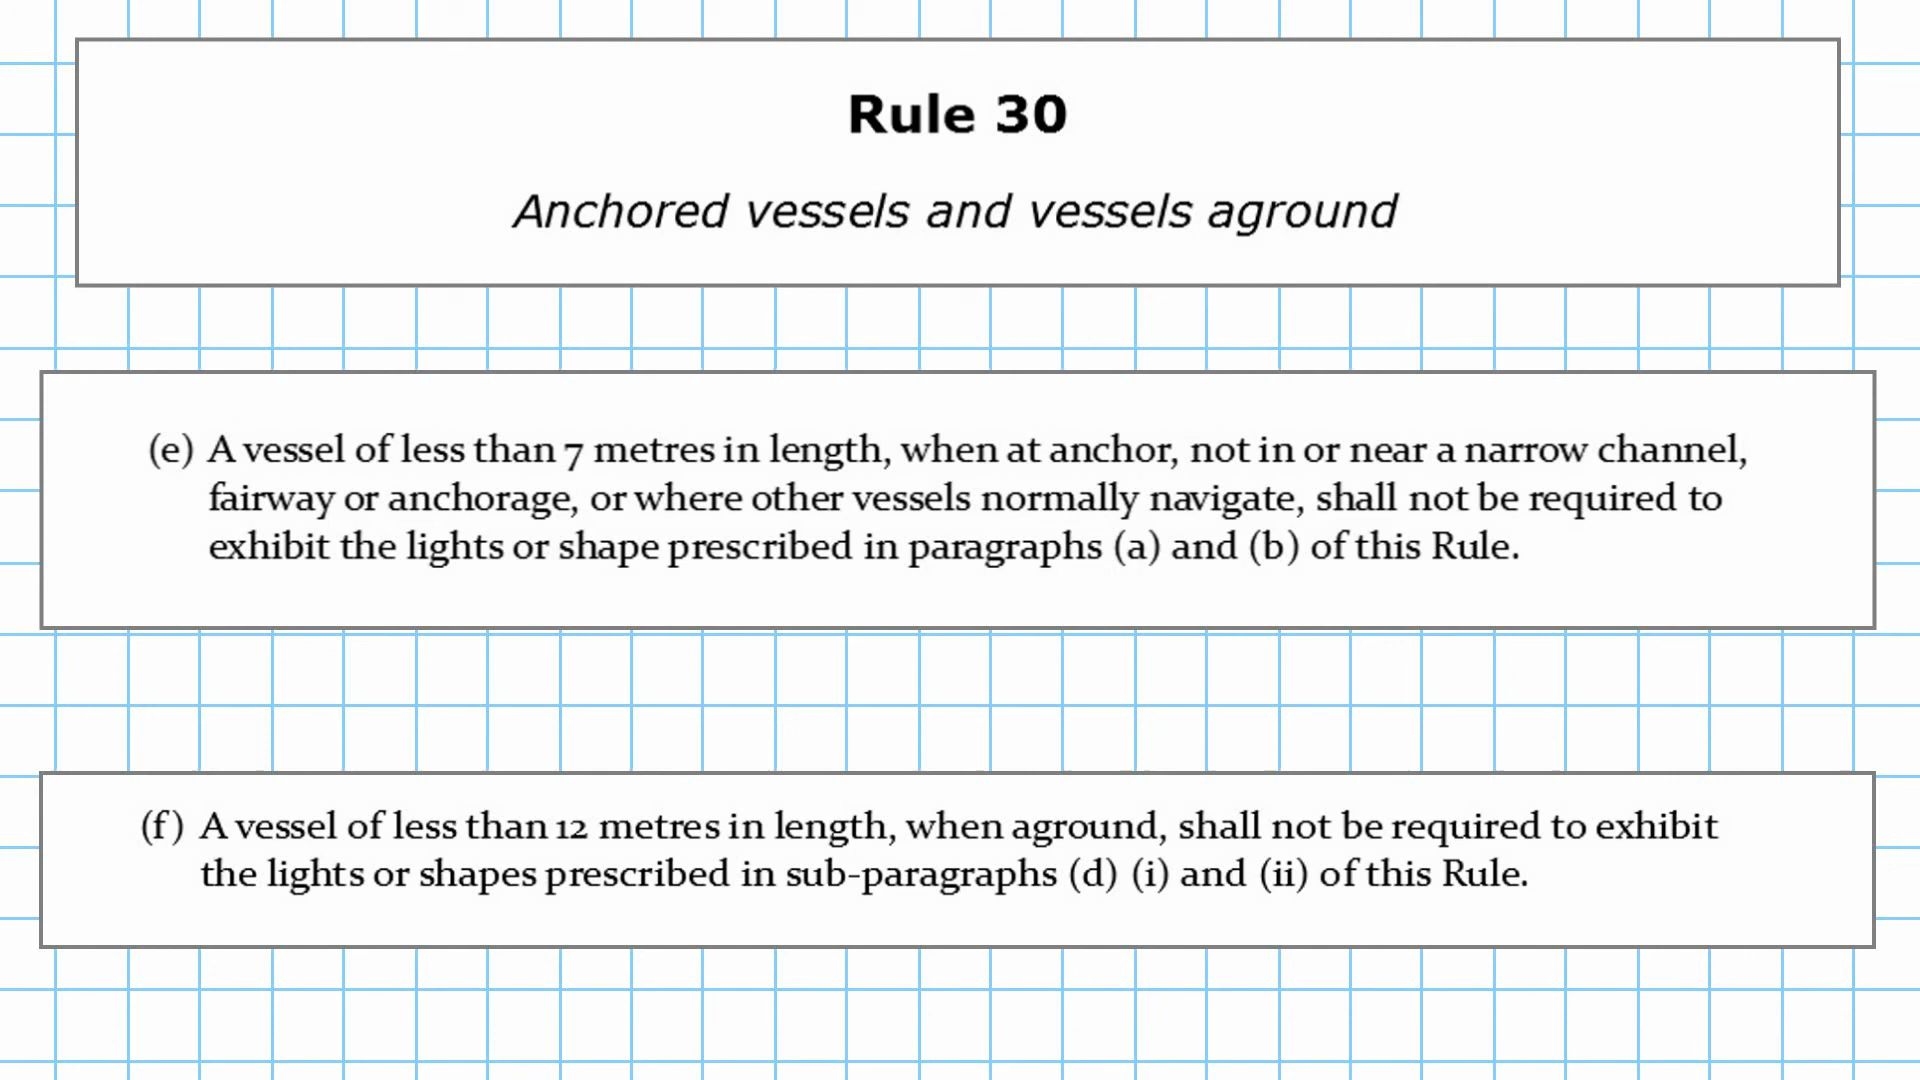 Rule 30
Anchored vessels and vessels aground
(e) A vessel of less than 7 metres in length, when at anchor, not in or near a narrow channel,
fairway or anchorage, or where other vessels normally navigate, shall not be required to
exhibit the lights or shape prescribed in paragraphs (a) and (b) of this Rule.
(f) A vessel of less than 12 metres in length, when aground, shall not be required to exhibit
the lights or shapes prescribed in sub-paragraphs (d) (i) and (ii) of this Rule.